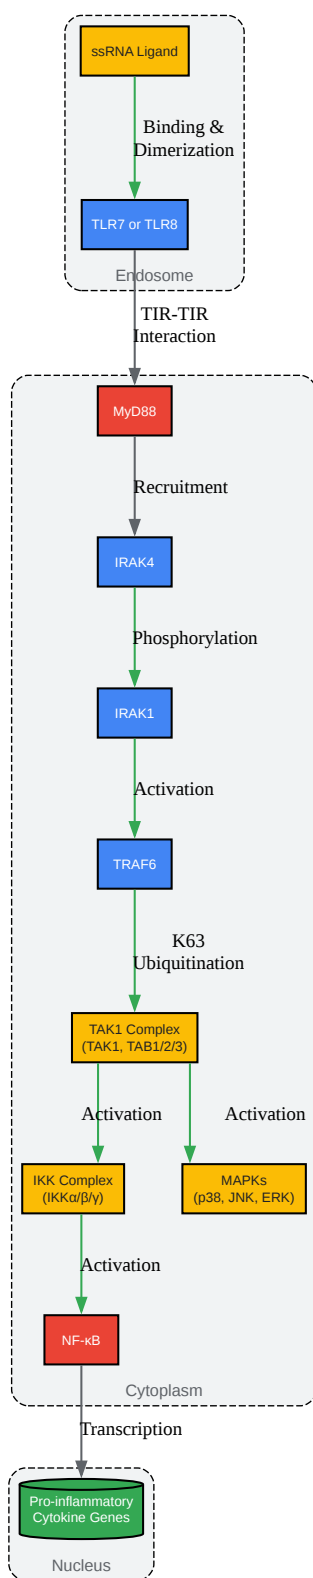 ssRNA Ligand
Binding &
Dimerization
TLR7 or TLR8
Endosome
TIR-TIR
Interaction
MyD88
Recruitment
IRAK4
Phosphorylation
IRAK1
Activation
TRAF6
K63
Ubiquitination
TAK1 Complex
(TAK1, TAB1/2/3)
Activation
Activation
IKK Complex
(IKKα/β/γ)
MAPKs
(p38, JNK, ERK)
Activation
NF-κB
Cytoplasm
Transcription
Pro-inflammatory
Cytokine Genes
Nucleus